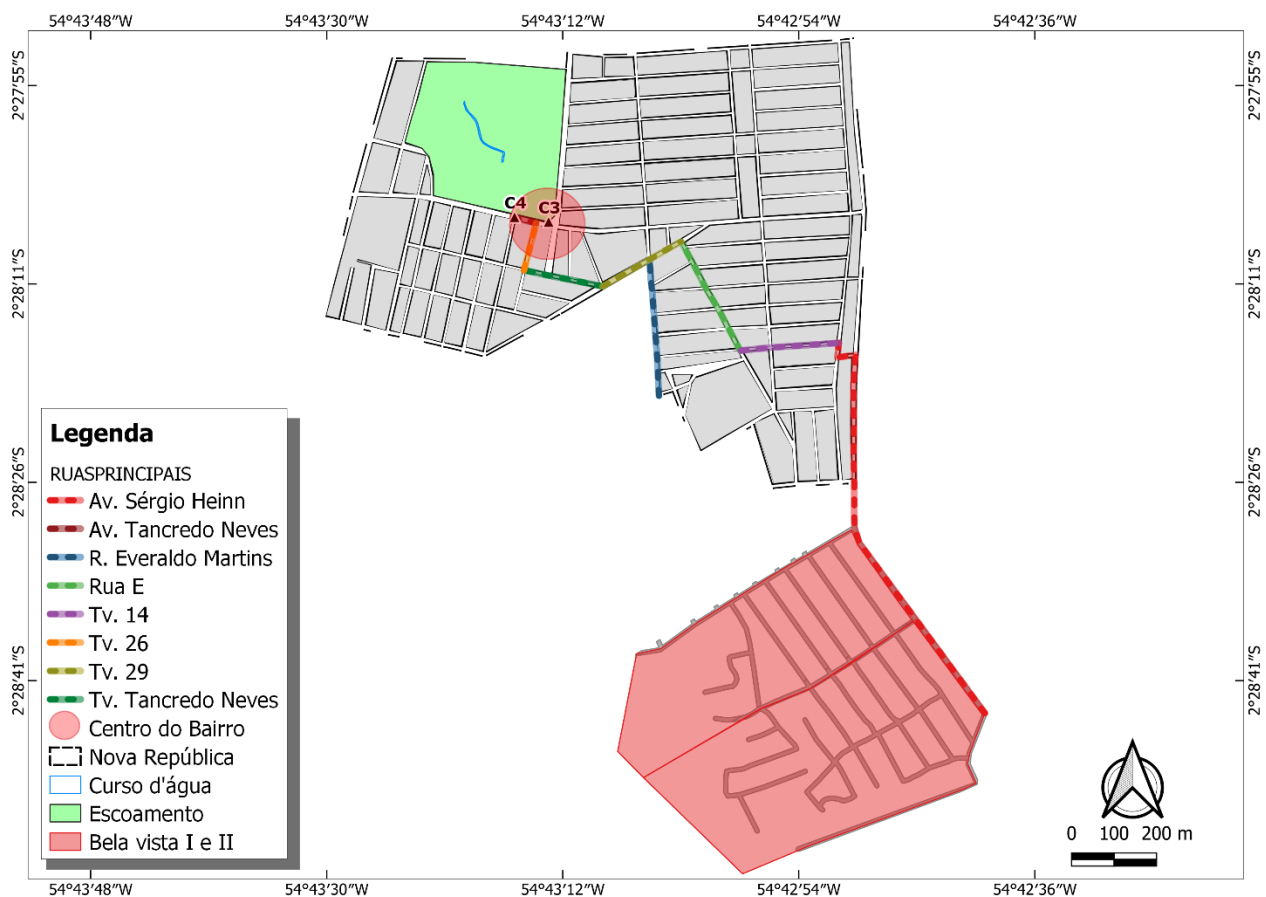 54°43′48″W 54°43′30″W 54°43′12″W 54°42′54″W 54°42′36″W
2°27′55″S 2°27′55″S
C4 C3
2°28′11″S 2°28′11″S
2°28′26″S 2°28′26″S
2°28′41″S 2°28′41″S
Legenda
RUASPRINCIPAIS
Av. Sérgio Heinn
Av. Tancredo Neves
R. Everaldo Martins
Rua E
Tv. 14
Tv. 26
Tv. 29
Tv. Tancredo Neves
Centro do Bairro
Nova República
Curso d'água
Escoamento
Bela vista I e II
0 100 200 m
54°43′48″W 54°43′30″W 54°43′12″W 54°42′54″W 54°42′36″W